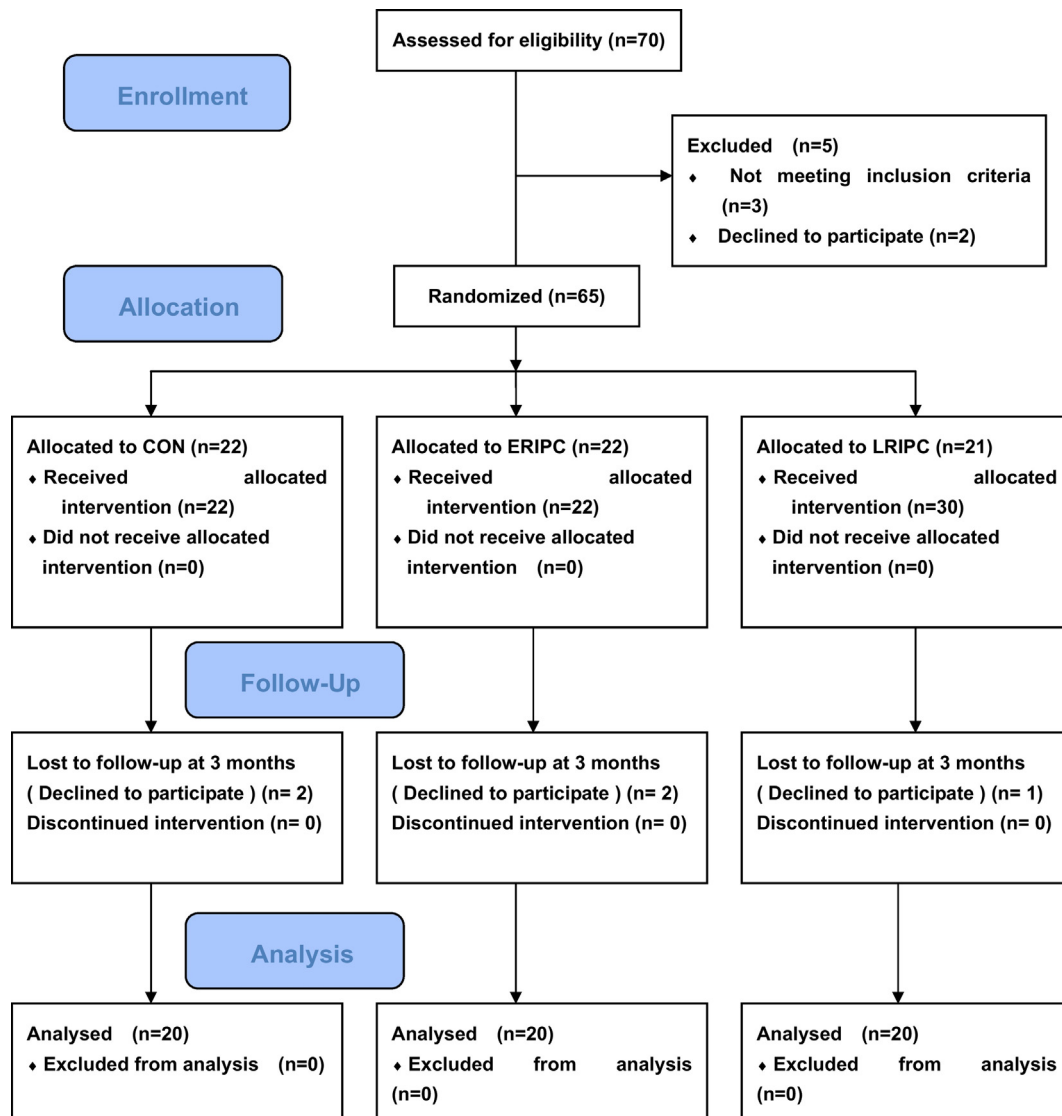 Assessed for eligibility (n=70)
Enrollment
Excluded (n=5)
♦ Not meeting inclusion criteria
(n=3)
♦ Declined to participate (n=2)
Allocation
Randomized (n=65)
Allocated to CON (n=22)
♦ Received allocated
intervention (n=22)
♦ Did not receive allocated
intervention (n=0)
Allocated to ERIPC (n=22)
♦ Received allocated
intervention (n=22)
♦ Did not receive allocated
intervention (n=0)
Allocated to LRIPC (n=21)
♦ Received allocated
intervention (n=30)
♦ Did not receive allocated
intervention (n=0)
Follow-Up
Lost to follow-up at 3 months
( Declined to participate ) (n= 2)
Discontinued intervention (n= 0)
Lost to follow-up at 3 months
( Declined to participate ) (n= 2)
Discontinued intervention (n= 0)
Lost to follow-up at 3 months
( Declined to participate ) (n= 1)
Discontinued intervention (n= 0)
Analysis
Analysed (n=20)
♦ Excluded from analysis (n=0)
Analysed (n=20)
♦ Excluded from analysis
(n=0)
Analysed (n=20)
♦ Excluded from analysis
(n=0)